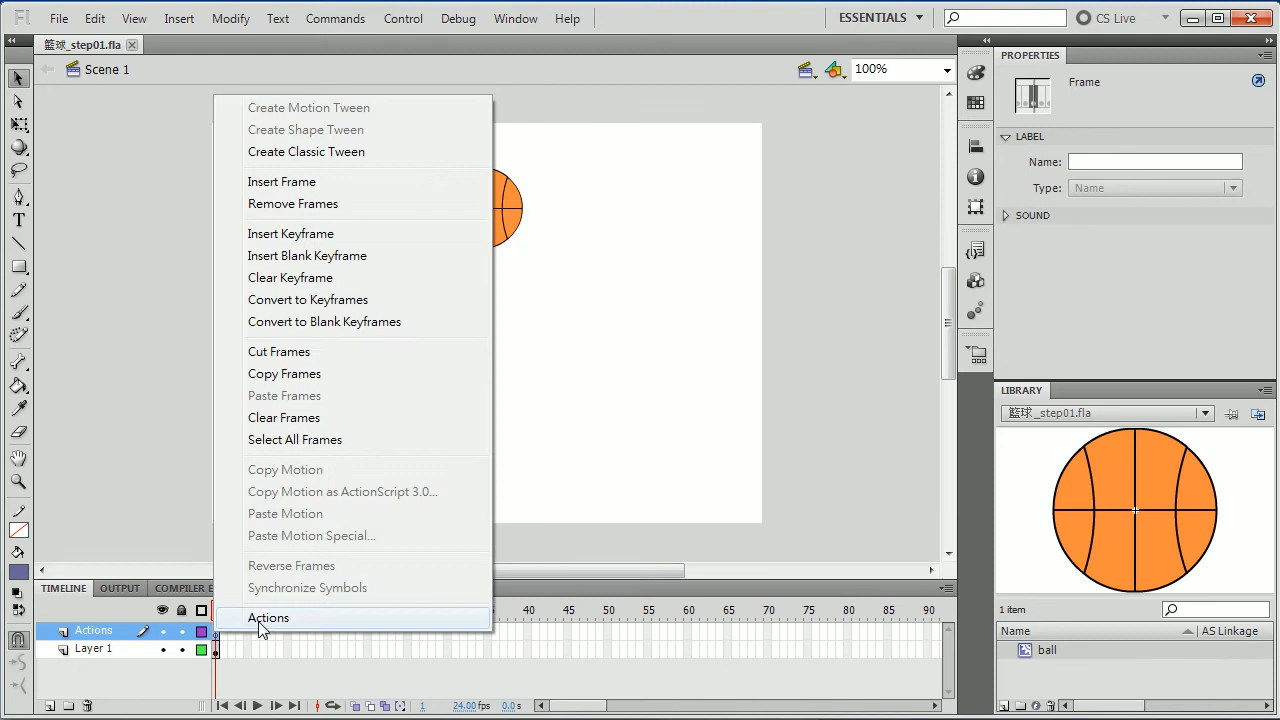 Fl File Edit View Insert Modify Text Commands Control Debug Window Help ESSENTIALS CS Live
籃球_step01.fla
Scene 1 100%
Create Motion Tween
Create Shape Tween
Create Classic Tween
Insert Frame
Remove Frames
Insert Keyframe
Insert Blank Keyframe
Clear Keyframe
Convert to Keyframes
Convert to Blank Keyframes
Cut Frames
Copy Frames
Paste Frames
Clear Frames
Select All Frames
Copy Motion
Copy Motion as ActionScript 3.0...
Paste Motion
Paste Motion Special...
Reverse Frames
Synchronize Symbols
Actions
PROPERTIES
Frame
LABEL
Name:
Type: Name
SOUND
LIBRARY
籃球_step01.fla
1 item
Name AS Linkage
ball
TIMELINE OUTPUT COMPILER E
40 45 50 55 60 65 70 75 80 85 90
Actions
Layer 1
1 24.00fps 0.0s